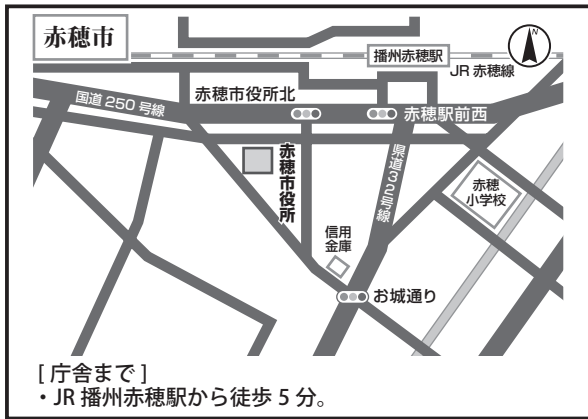 赤穂市
播州赤穂駅
N
JR 赤穂線
国道250号線
赤穂市役所北
赤穂駅前西
赤穂市役所
県道32号線
赤穂
小学校
信用
金庫
お城通り
[ 庁舎まで ]
・JR 播州赤穂駅から徒歩 5 分。